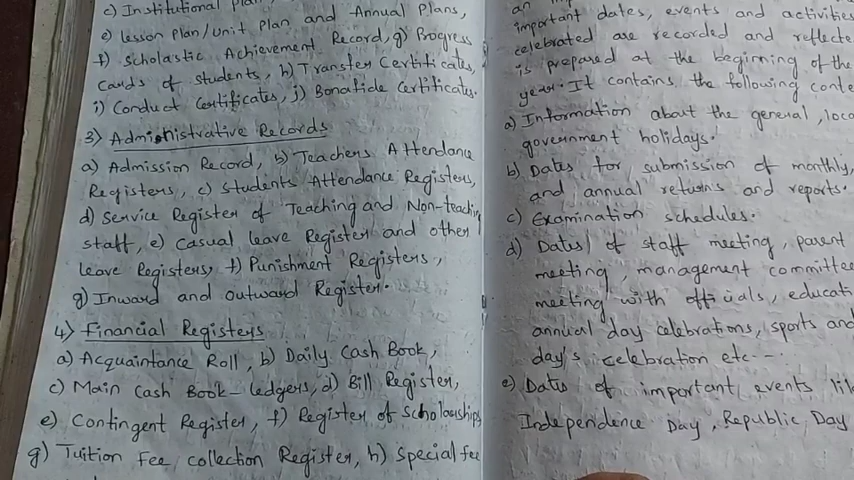 c) Institutional Plan,
e) Lesson Plan/Unit Plan and Annual Plans,
f) Scholastic Achievement Record, g) Progress
Cards of Students, h) Transfer Certificates,
i) Conduct Certificates, j) Bonafide Certificates.
3) Administrative Records
a) Admission Record, b) Teachers Attendance
Registers, c) Students Attendance Registers,
d) Service Register of Teaching and Non-teaching
staff, e) Casual leave Register and other
leave Registers, f) Punishment Registers,
g) Inward and outward Register.
4) Financial Registers
a) Acquaintance Roll, b) Daily Cash Book,
c) Main Cash Book - ledgers, d) Bill Register,
e) Contingent Register, f) Register of Scholarships
g) Tuition Fee collection Register, h) Special fee
an
important dates, events and activities
celebrated are recorded and reflecte
is prepared at the beginning of the
year. It contains the following conte
a) Information about the general, loca
government holidays.
b) Dates for submission of monthly,
and annual returns and reports.
c) Examination schedules.
d) Dates of staff meeting, parent
meeting, management committee
meeting with officials, educati
annual day celebrations, sports and
day's celebration etc---
e) Dates of important events lik
Independence Day, Republic Day